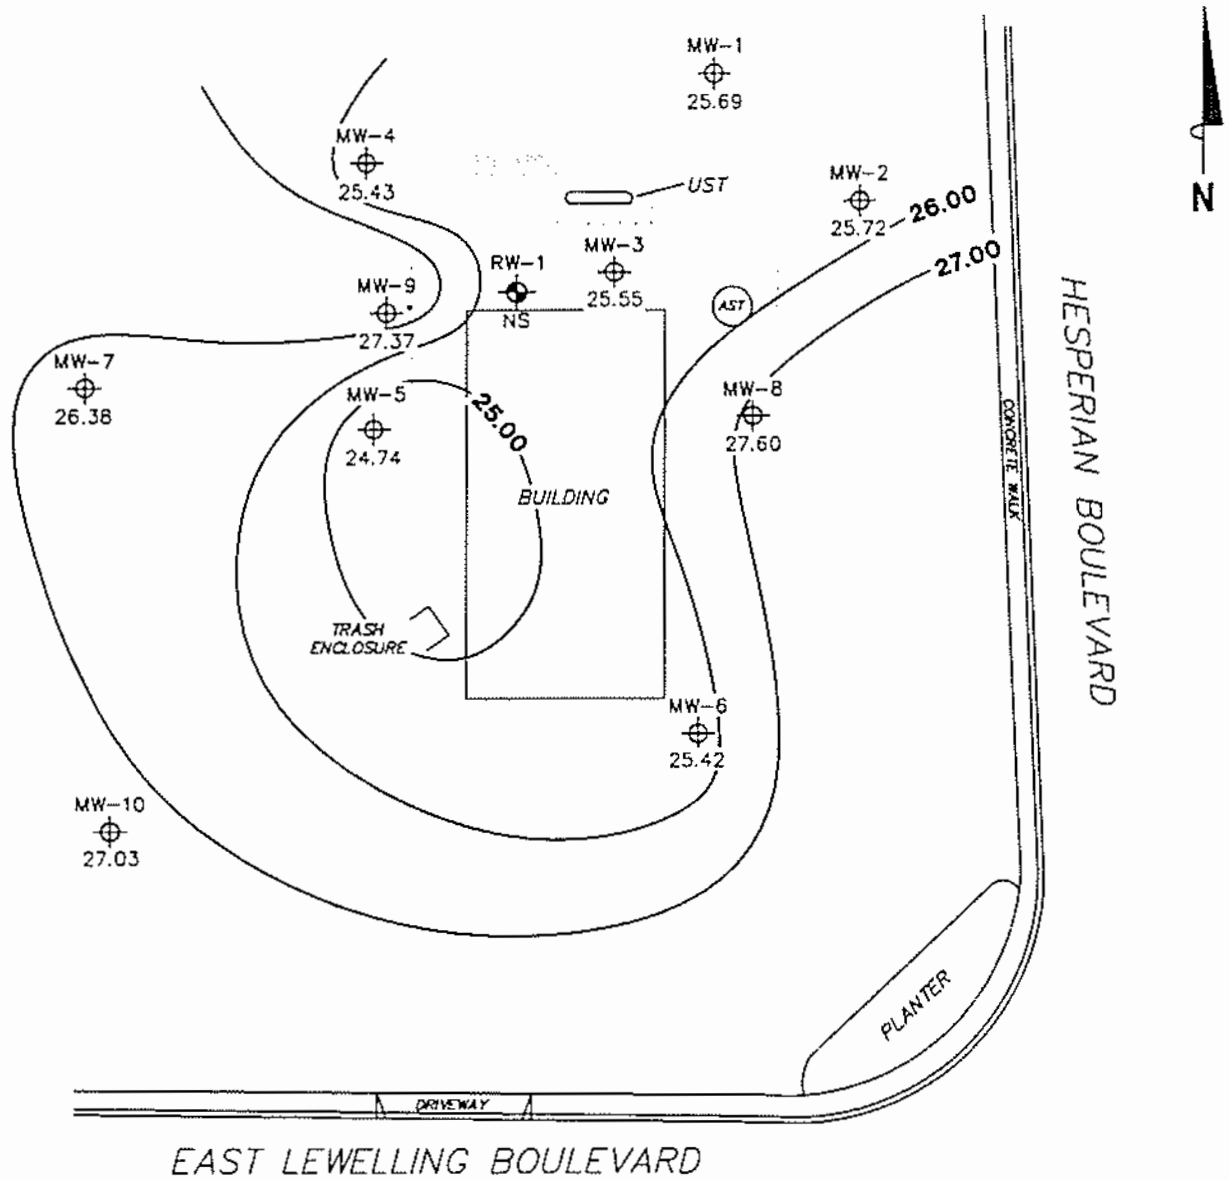 MW-1
25.69
MW-4
25.43
UST
MW-2
25.72
26.00
N
MW-3
25.55
RW-1
NS
27.00
MW-9
27.37
AST
MW-7
26.38
MW-5
24.74
25.00
MW-8
27.60
BUILDING
CONCRETE WALK
HESPERIAN BOULEVARD
TRASH
ENCLOSURE
MW-6
25.42
MW-10
27.03
PLANTER
DRIVEWAY
EAST LEWELLING BOULEVARD